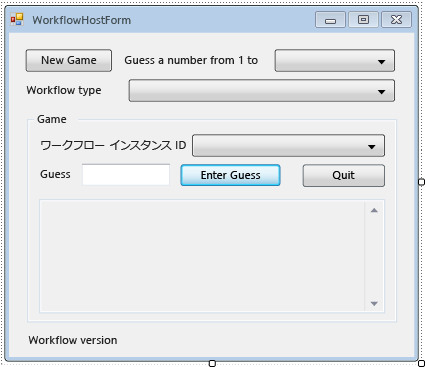 WorkflowHostForm
New Game Guess a number from 1 to
Workflow type
Game
ワークフロー インスタンス ID
Guess Enter Guess Quit
Workflow version